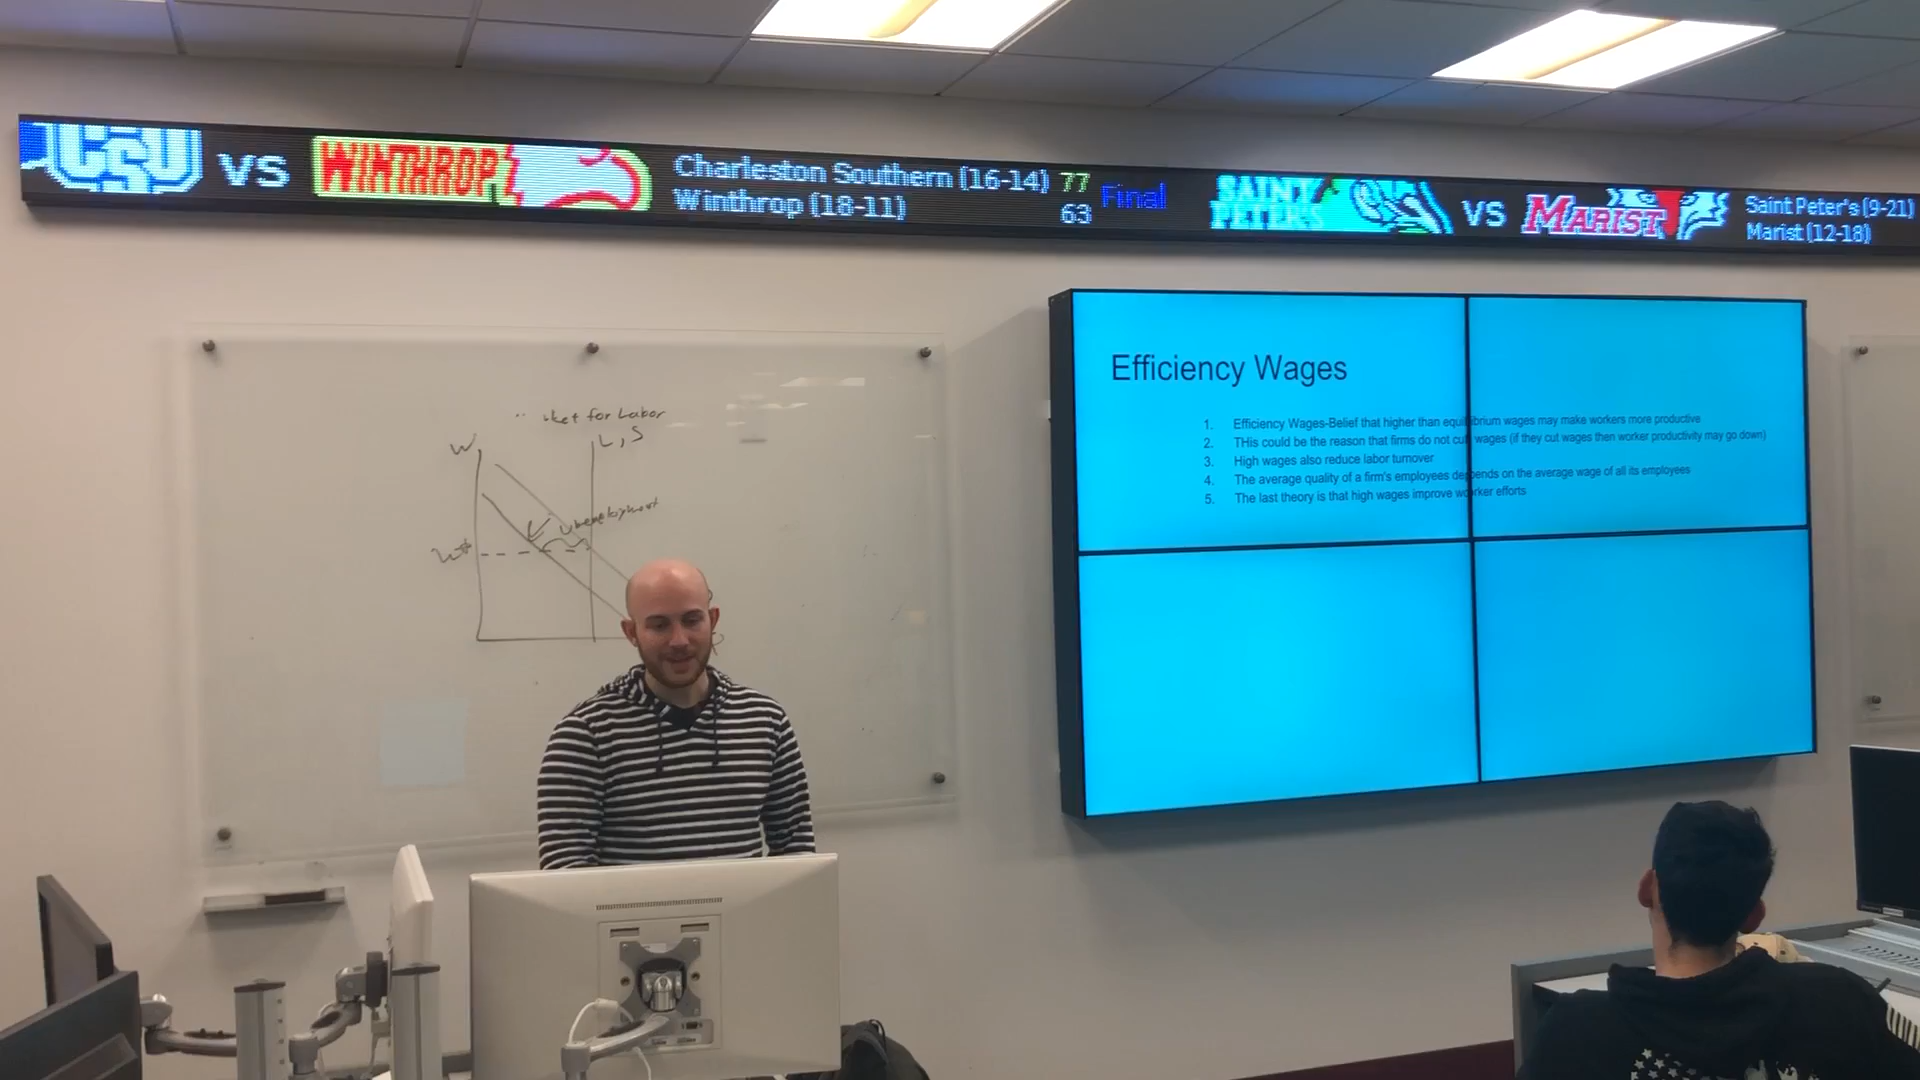 CSU VS WINTHROP Charleston Southern (16-14) 77 Final
Winthrop (18-11) 63
SAINT PETER'S VS MARIST Saint Peter's (9-21)
Marist (12-18)
for Labor
W L, S
Unemployment
W*
Efficiency Wages
1. Efficiency Wages-Belief that higher than equilibrium wages may make workers more productive
2. THis could be the reason that firms do not cut wages (if they cut wages then worker productivity may go down)
3. High wages also reduce labor turnover
4. The average quality of a firm's employees depends on the average wage of all its employees
5. The last theory is that high wages improve worker efforts